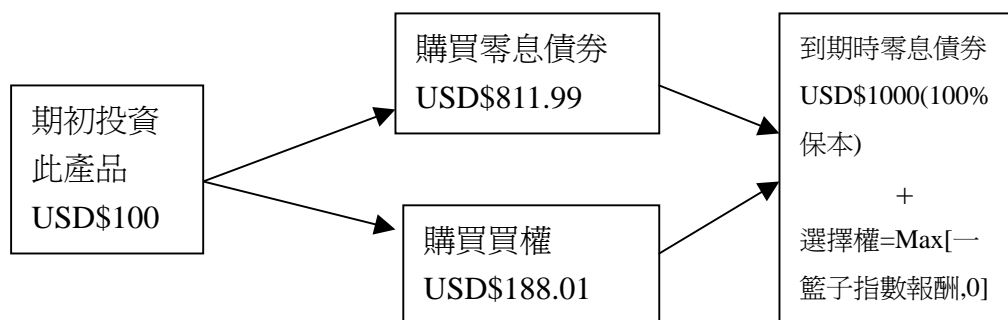 期初投資
此產品
USD$100
購買零息債券
USD$811.99
購買買權
USD$188.01
到期時零息債券
USD$1000(100%
保本)
+
選擇權=Max[一
籃子指數報酬,0]